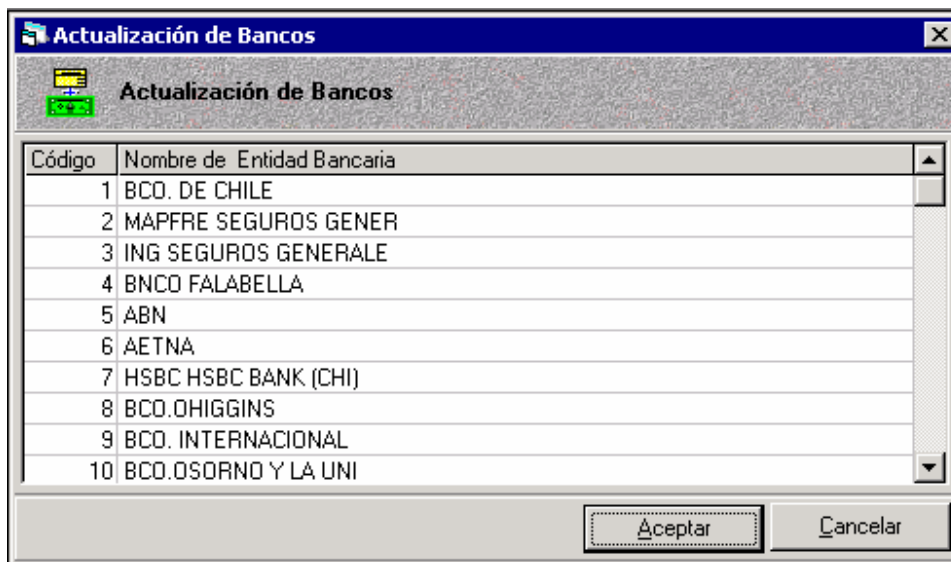 Actualización de Bancos
Actualización de Bancos
Código Nombre de Entidad Bancaria
1 BCO. DE CHILE
2 MAPFRE SEGUROS GENER
3 ING SEGUROS GENERALE
4 BNCO FALABELLA
5 ABN
6 AETNA
7 HSBC HSBC BANK (CHI)
8 BCO.OHIGGINS
9 BCO. INTERNACIONAL
10 BCO.OSORNO Y LA UNI
Aceptar Cancelar